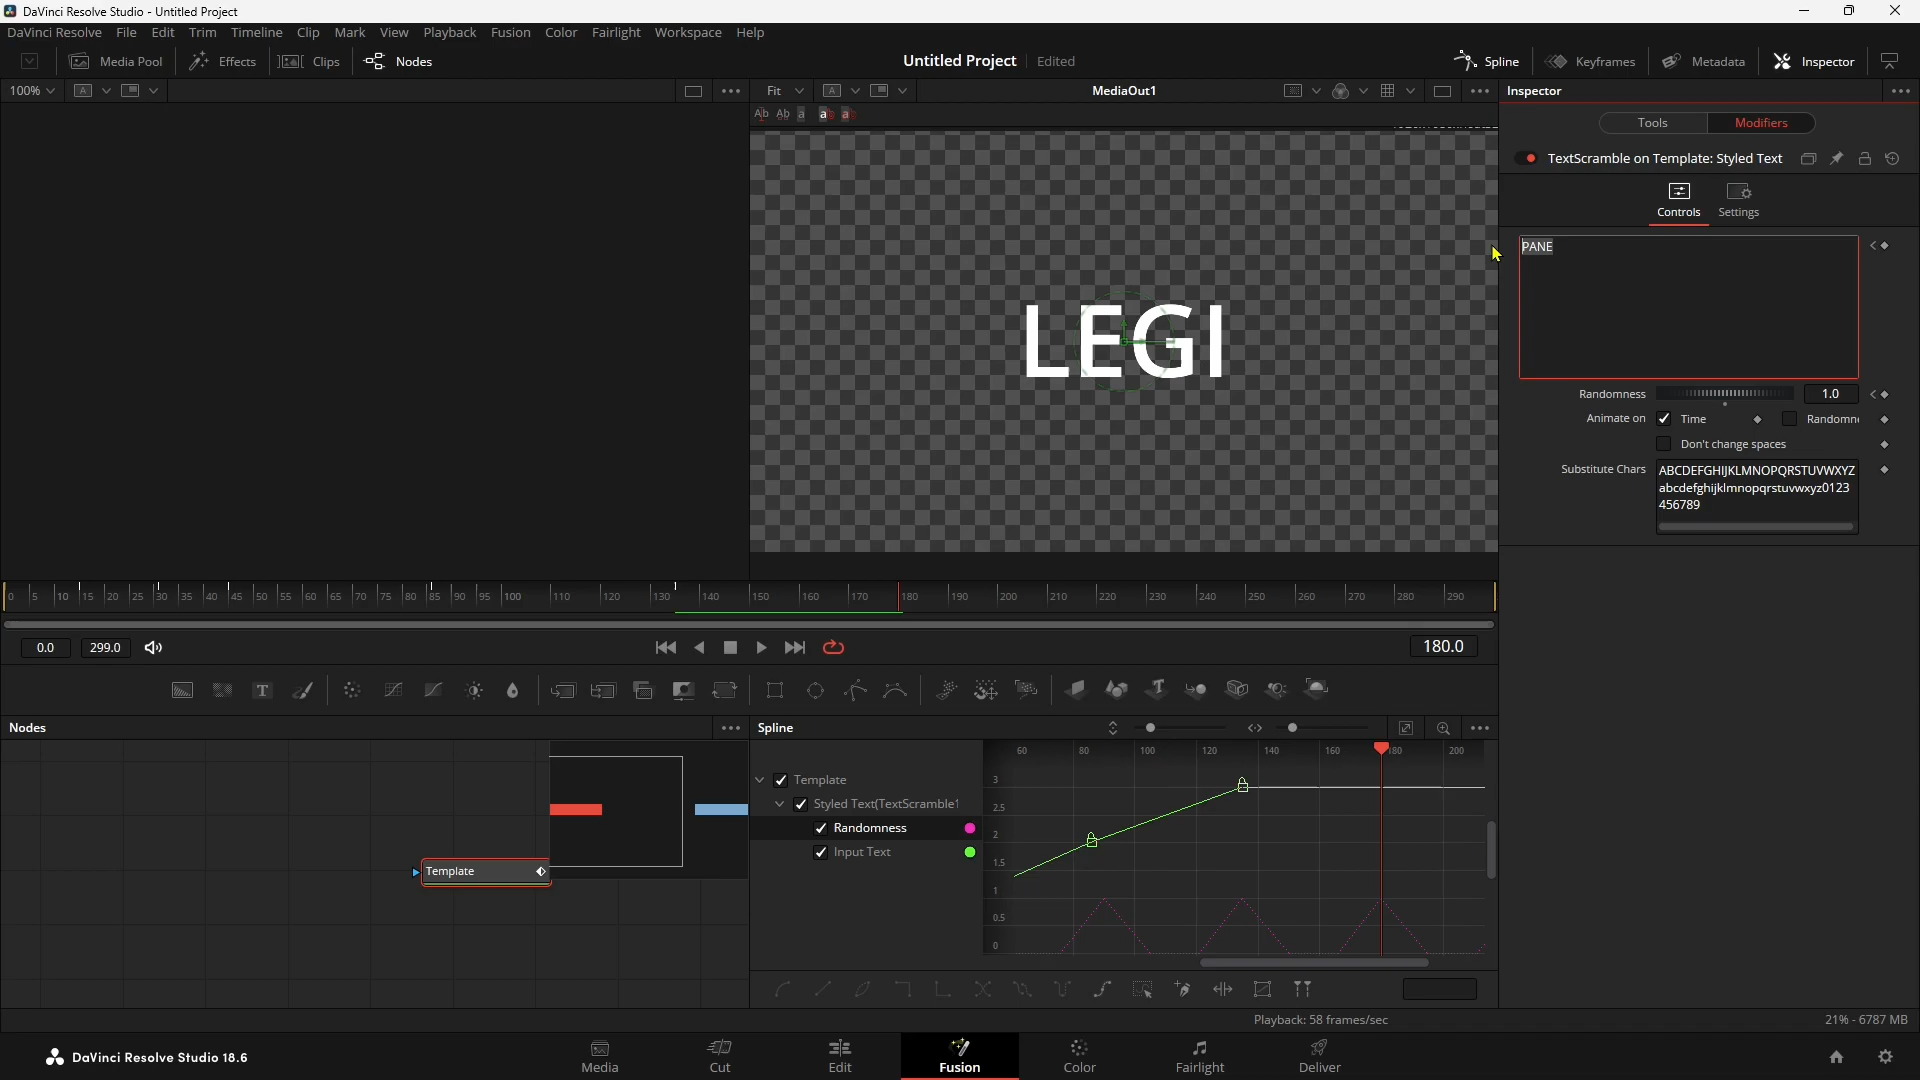 DaVinci Resolve Studio - Untitled Project
DaVinci Resolve File Edit Trim Timeline Clip Mark View Playback Fusion Color Fairlight Workspace Help
Media Pool Effects Clips Nodes Untitled Project Edited Spline Keyframes Metadata Inspector
100% A Fit A MediaOut1 Inspector
Tools Modifiers
TextScramble on Template: Styled Text
Controls Settings
PANE
LEGI
Randomness 1.0
Animate on Time Randomn
Don't change spaces
Substitute Chars ABCDEFGHIJKLMNOPQRSTUVWXYZ
abcdefghijklmnopqrstuvwxyz0123
456789
0 5 10 15 20 25 30 35 40 45 50 55 60 65 70 75 80 85 90 95 100 110 120 130 140 150 160 170 180 190 200 210 220 230 240 250 260 270 280 290
0.0 299.0 180.0
Nodes Spline
60 80 100 120 140 160 180 200
Template
Styled Text(TextScramble1
Randomness
Input Text
3
2.5
2
1.5
1
0.5
0
Template
Playback: 58 frames/sec 21% - 6787 MB
DaVinci Resolve Studio 18.6
Media Cut Edit Fusion Color Fairlight Deliver